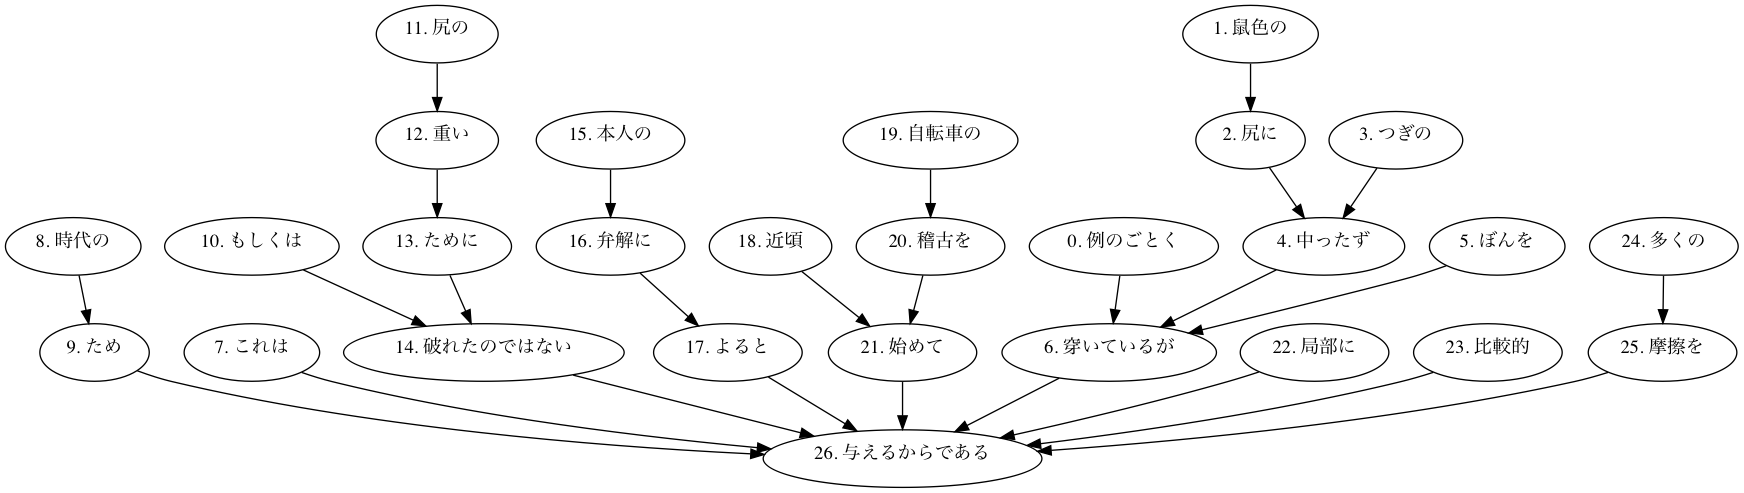 11. 尻の
1. 鼠色の
12. 重い
15. 本人の
19. 自転車の
2. 尻に
3. つぎの
8. 時代の
10. もしくは
13. ために
16. 弁解に
18. 近頃
20. 稽古を
0. 例のごとく
4. 中ったず
5. ぼんを
24. 多くの
9. ため
7. これは
14. 破れたのではない
17. よると
21. 始めて
6. 穿いているが
22. 局部に
23. 比較的
25. 摩擦を
26. 与えるからである